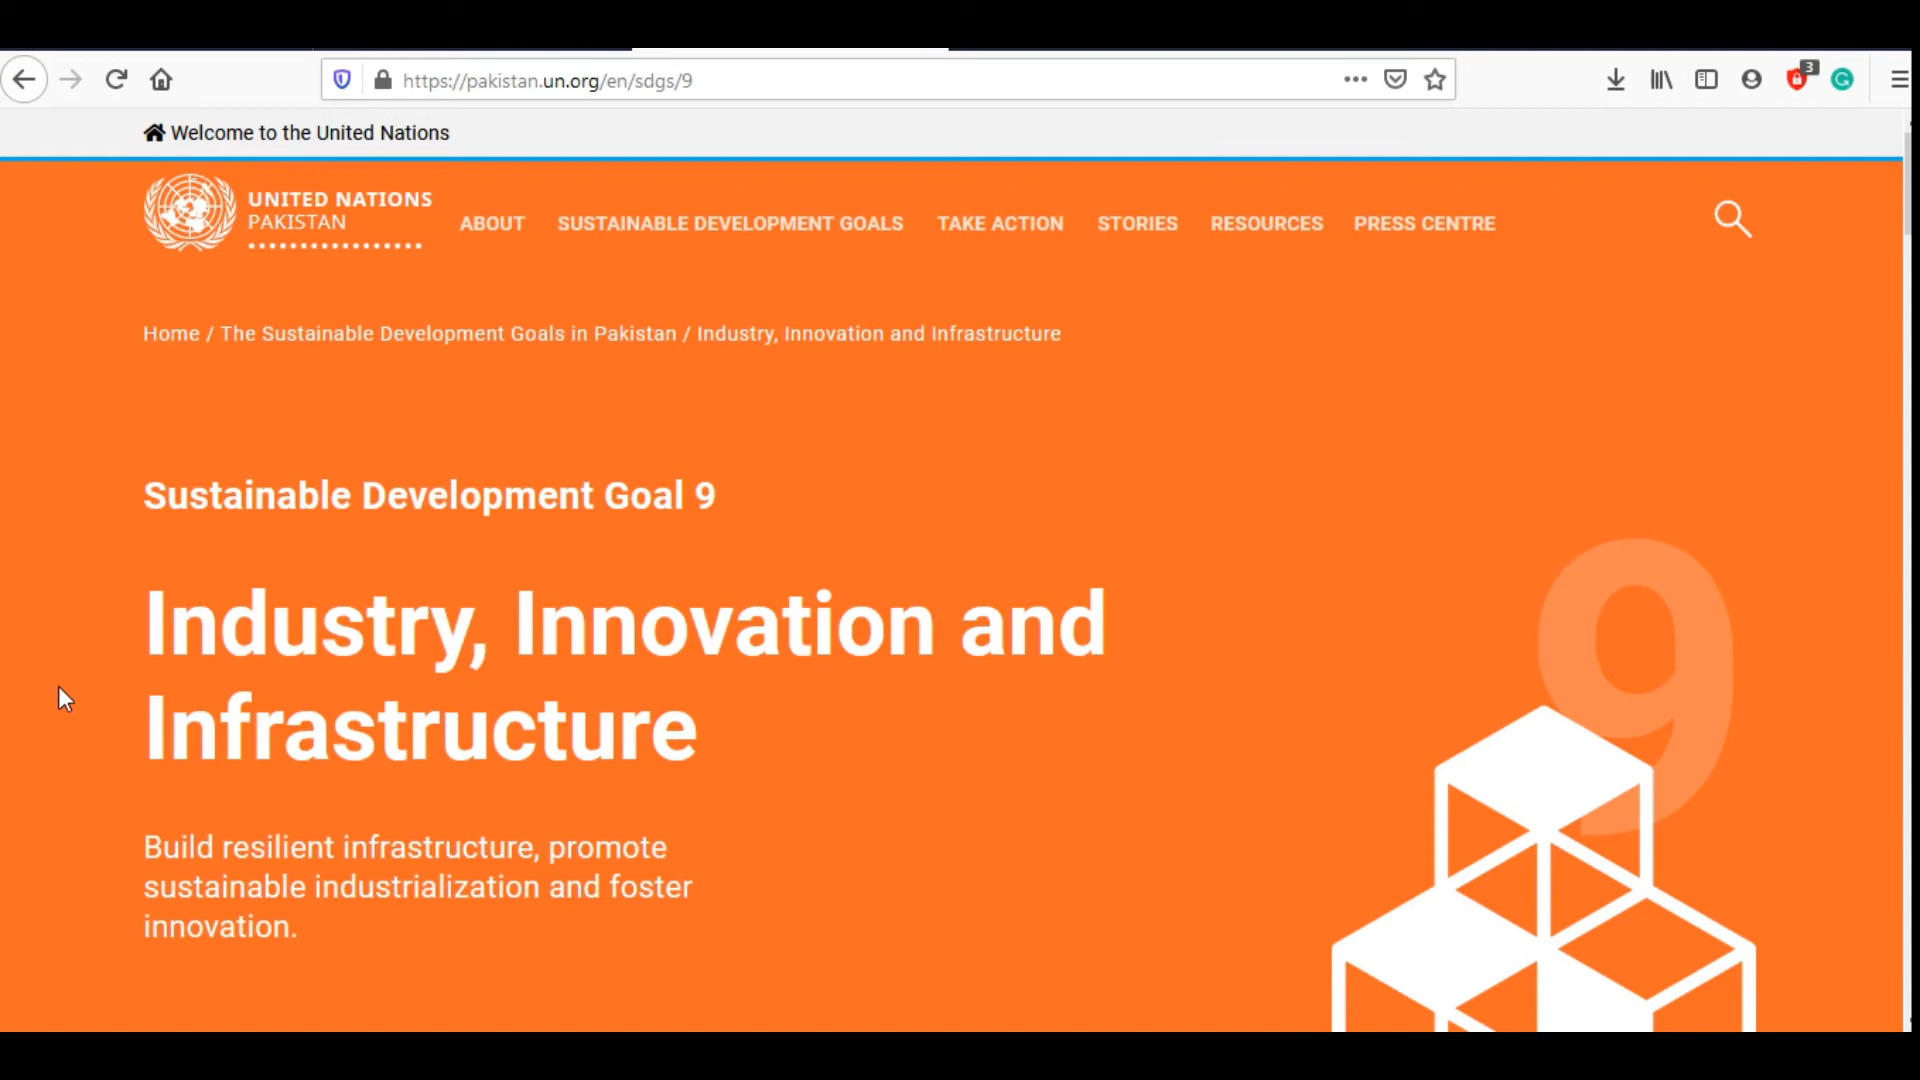 https://pakistan.un.org/en/sdgs/9
3
Welcome to the United Nations
UNITED NATIONS
PAKISTAN
ABOUT SUSTAINABLE DEVELOPMENT GOALS TAKE ACTION STORIES RESOURCES PRESS CENTRE
Home / The Sustainable Development Goals in Pakistan / Industry, Innovation and Infrastructure
Sustainable Development Goal 9
Industry, Innovation and
Infrastructure
9
Build resilient infrastructure, promote
sustainable industrialization and foster
innovation.